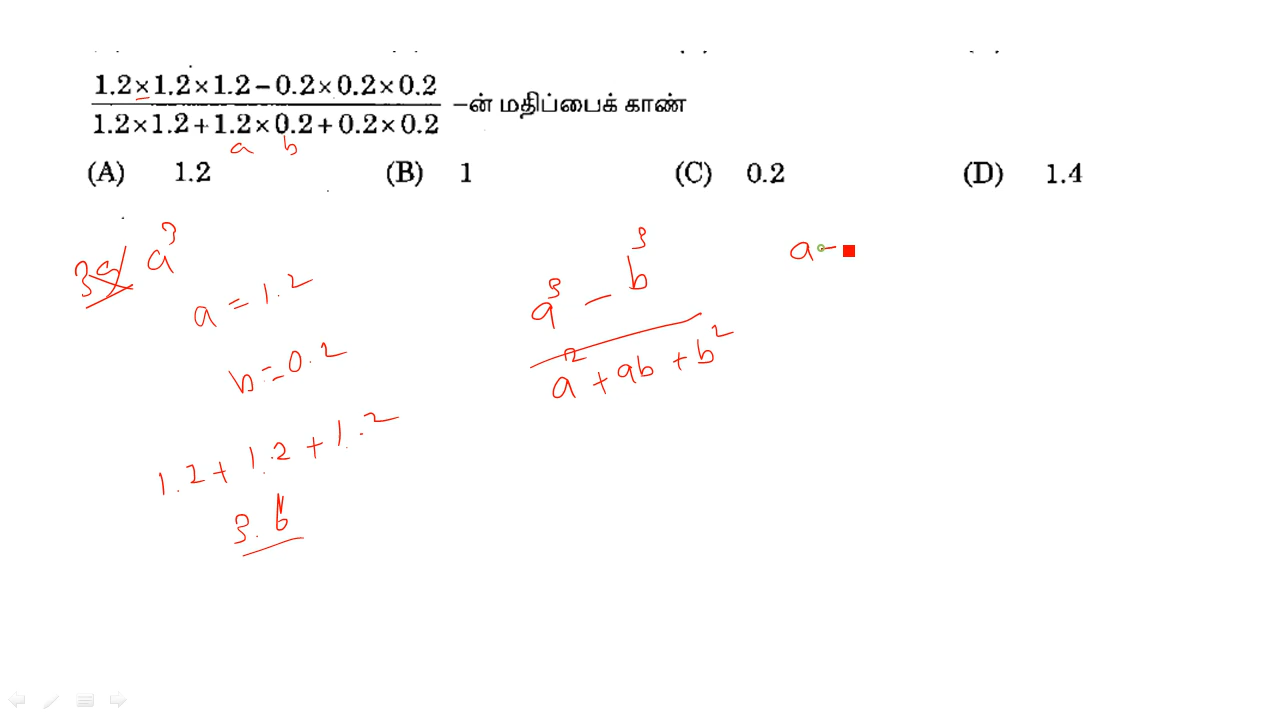 1.2×1.2×1.2−0.2×0.2×0.2
1.2×1.2+1.2×0.2+0.2×0.2
–ன் மதிப்பைக் காண்
a b
(A) 1.2 (B) 1 (C) 0.2 (D) 1.4
a³
a = 1.2
b = 0.2
1.2 + 1.2 + 1.2
3.6
a³ − b³
a² + ab + b²
a −